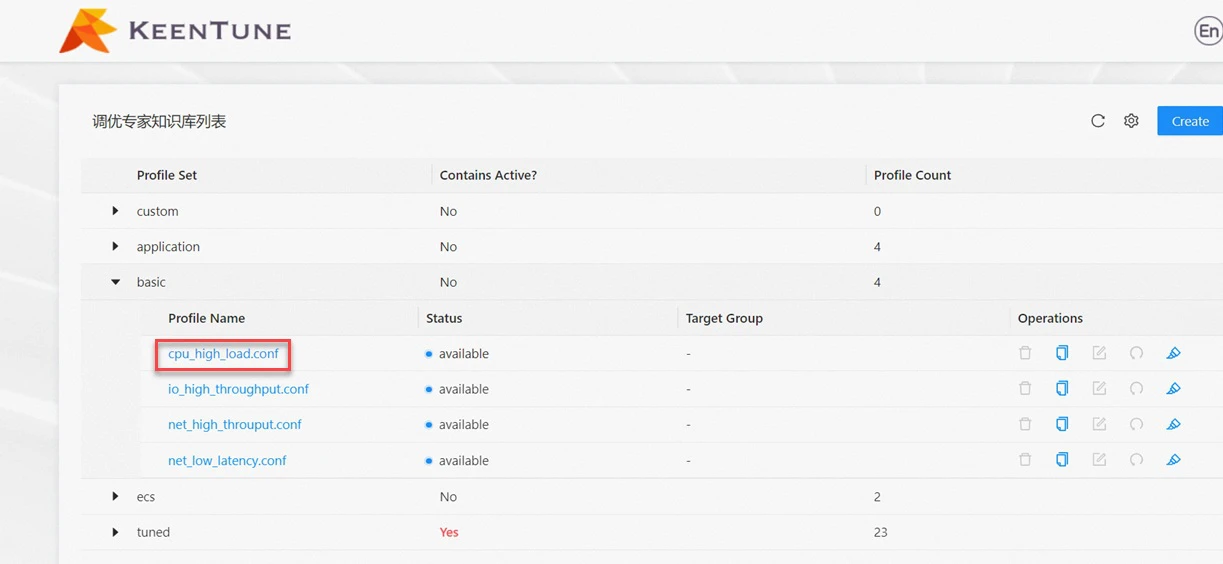 KEENTUNE
En
调优专家知识库列表
Create
Profile Set Contains Active? Profile Count
custom No 0
application No 4
basic No 4
Profile Name Status Target Group Operations
cpu_high_load.conf available -
io_high_throughput.conf available -
net_high_throuput.conf available -
net_low_latency.conf available -
ecs No 2
tuned Yes 23